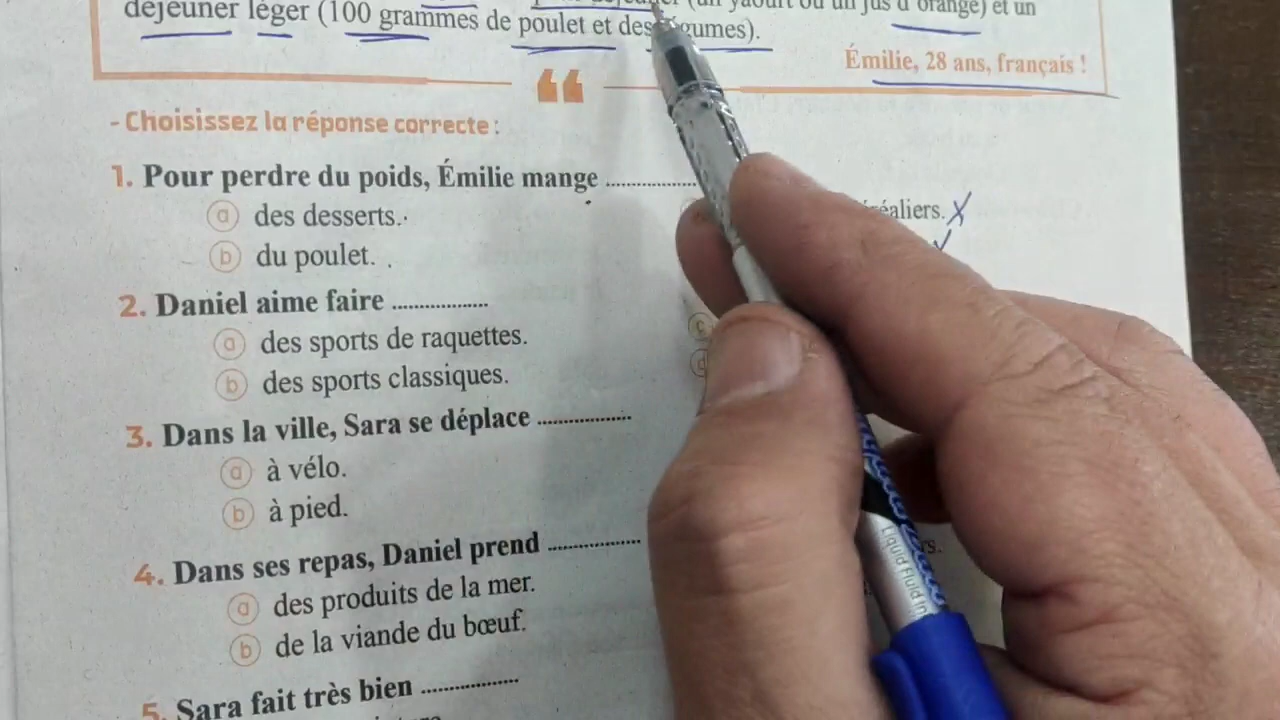 déjeuner léger (100 grammes de poulet et des légumes).
Émilie, 28 ans, français !
- Choisissez la réponse correcte :
1. Pour perdre du poids, Émilie mange ..................
a des desserts.
b du poulet.
2. Daniel aime faire ..................
a des sports de raquettes.
b des sports classiques.
c
d
3. Dans la ville, Sara se déplace ..................
a à vélo.
b à pied.
4. Dans ses repas, Daniel prend ..................
a des produits de la mer.
b de la viande du bœuf.
5. Sara fait très bien ..................
Liquid Fluid In